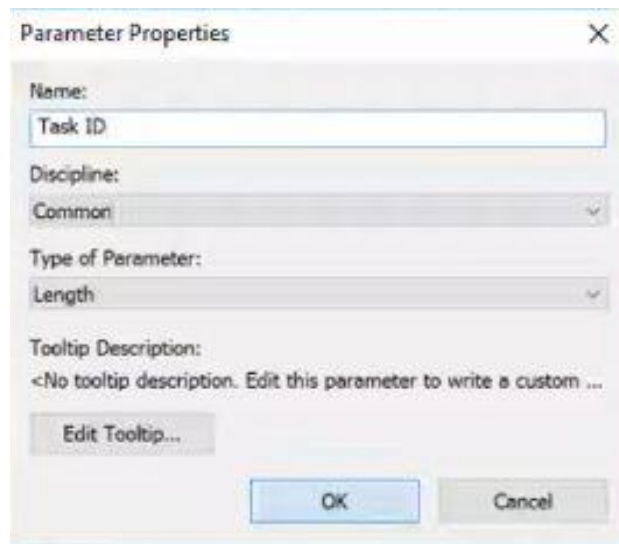 Parameter Properties
Name:
Task ID
Discipline:
Common
Type of Parameter:
Length
Tooltip Description:
<No tooltip description. Edit this parameter to write a custom ...
Edit Tooltip...
OK
Cancel